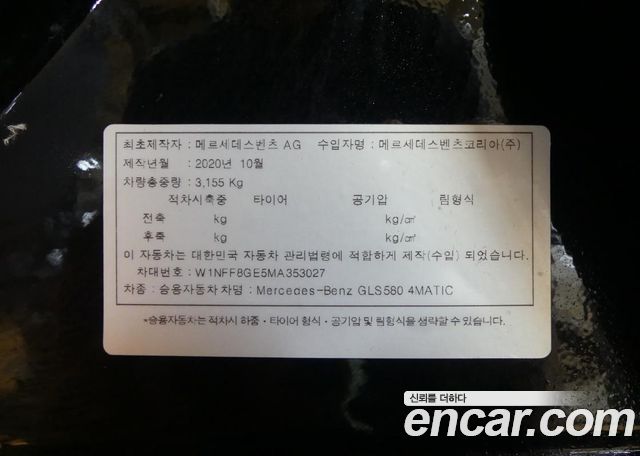 최초제작자 : 메르세데스벤츠 AG 수입자명 : 메르세데스벤츠코리아(주)
제작년월 : 2020년 10월
차량총중량 : 3,155 Kg
적차시축중 타이어 공기압 림형식
전축 kg kg/㎠
후축 kg kg/㎠
이 자동차는 대한민국 자동차 관리법령에 적합하게 제작(수입) 되었습니다.
차대번호 : W1NFF8GE5MA353027
차종 : 승용자동차 차명 : Mercedes-Benz GLS580 4MATIC
*승용자동차는 적차시 하중·타이어 형식·공기압 및 림형식을 생략할 수 있습니다.
신뢰를 더하다
encar.com